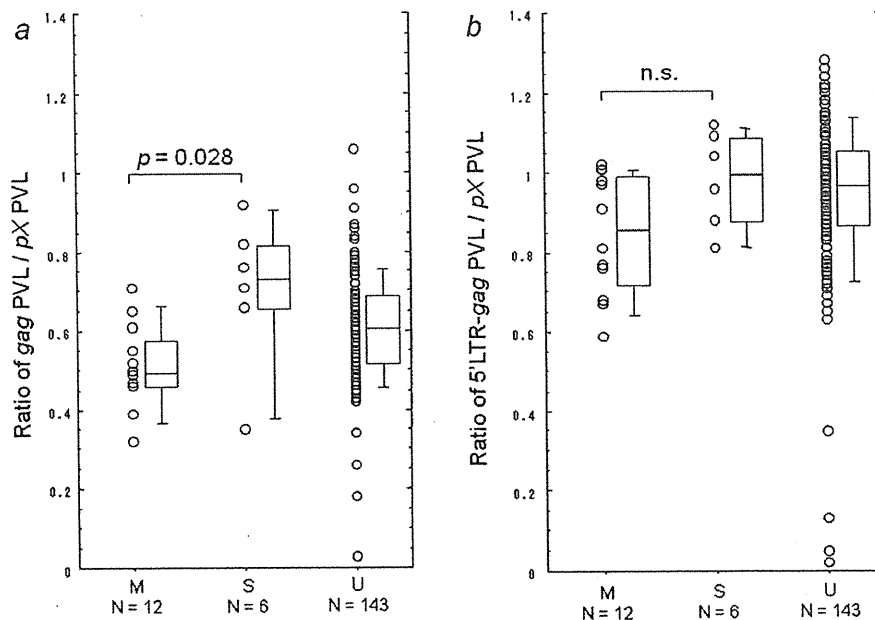 a
Ratio of gag PVL / pX PVL
1.4
1.2
1
0.8
0.6
0.4
0.2
0
p = 0.028
M
N = 12
S
N = 6
U
N = 143
b
Ratio of 5'LTR-gag PVL / pX PVL
1.4
1.2
1
0.8
0.6
0.4
0.2
0
n.s.
M
N = 12
S
N = 6
U
N = 143